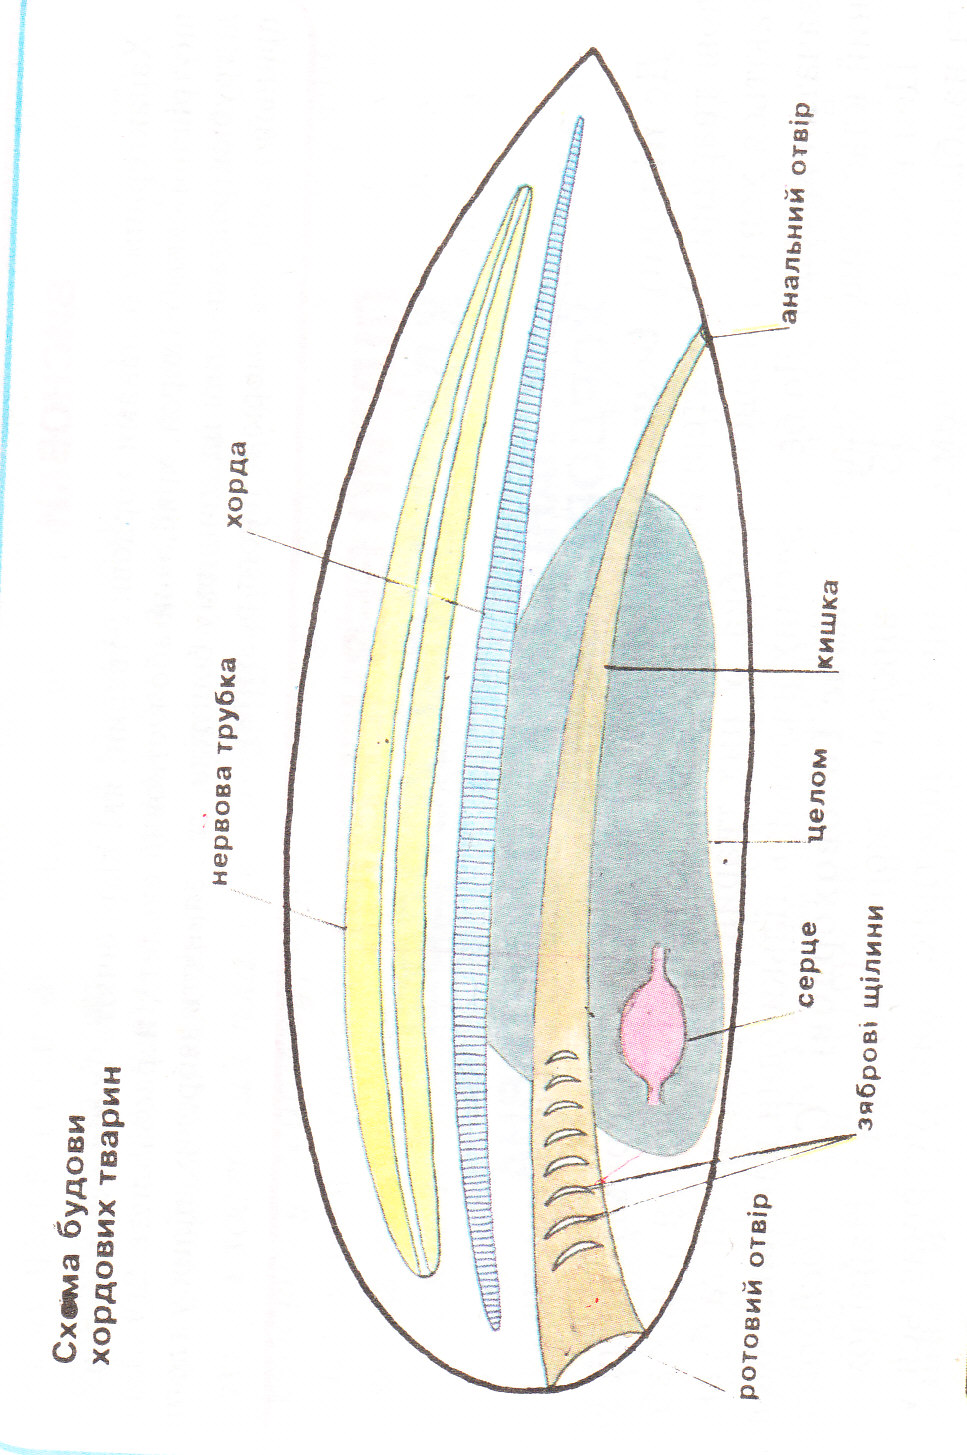 Схема будови
хордових тварин
нервова трубка
хорда
ротовий отвір
зяброві щілини
серце
целом
кишка
анальний отвір